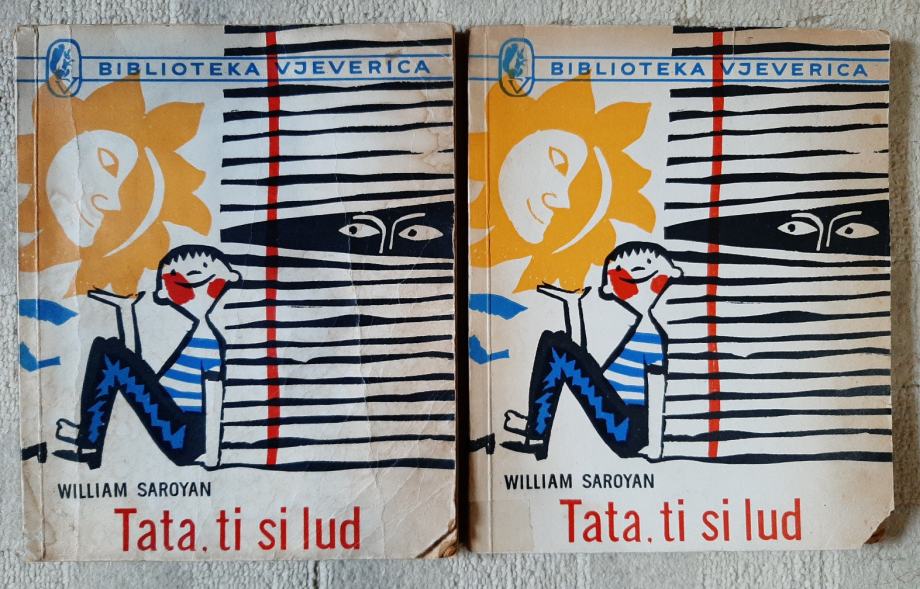 BIBLIOTEKA VJEVERICA
WILLIAM SAROYAN
Tata, ti si lud
BIBLIOTEKA VJEVERICA
WILLIAM SAROYAN
Tata, ti si lud